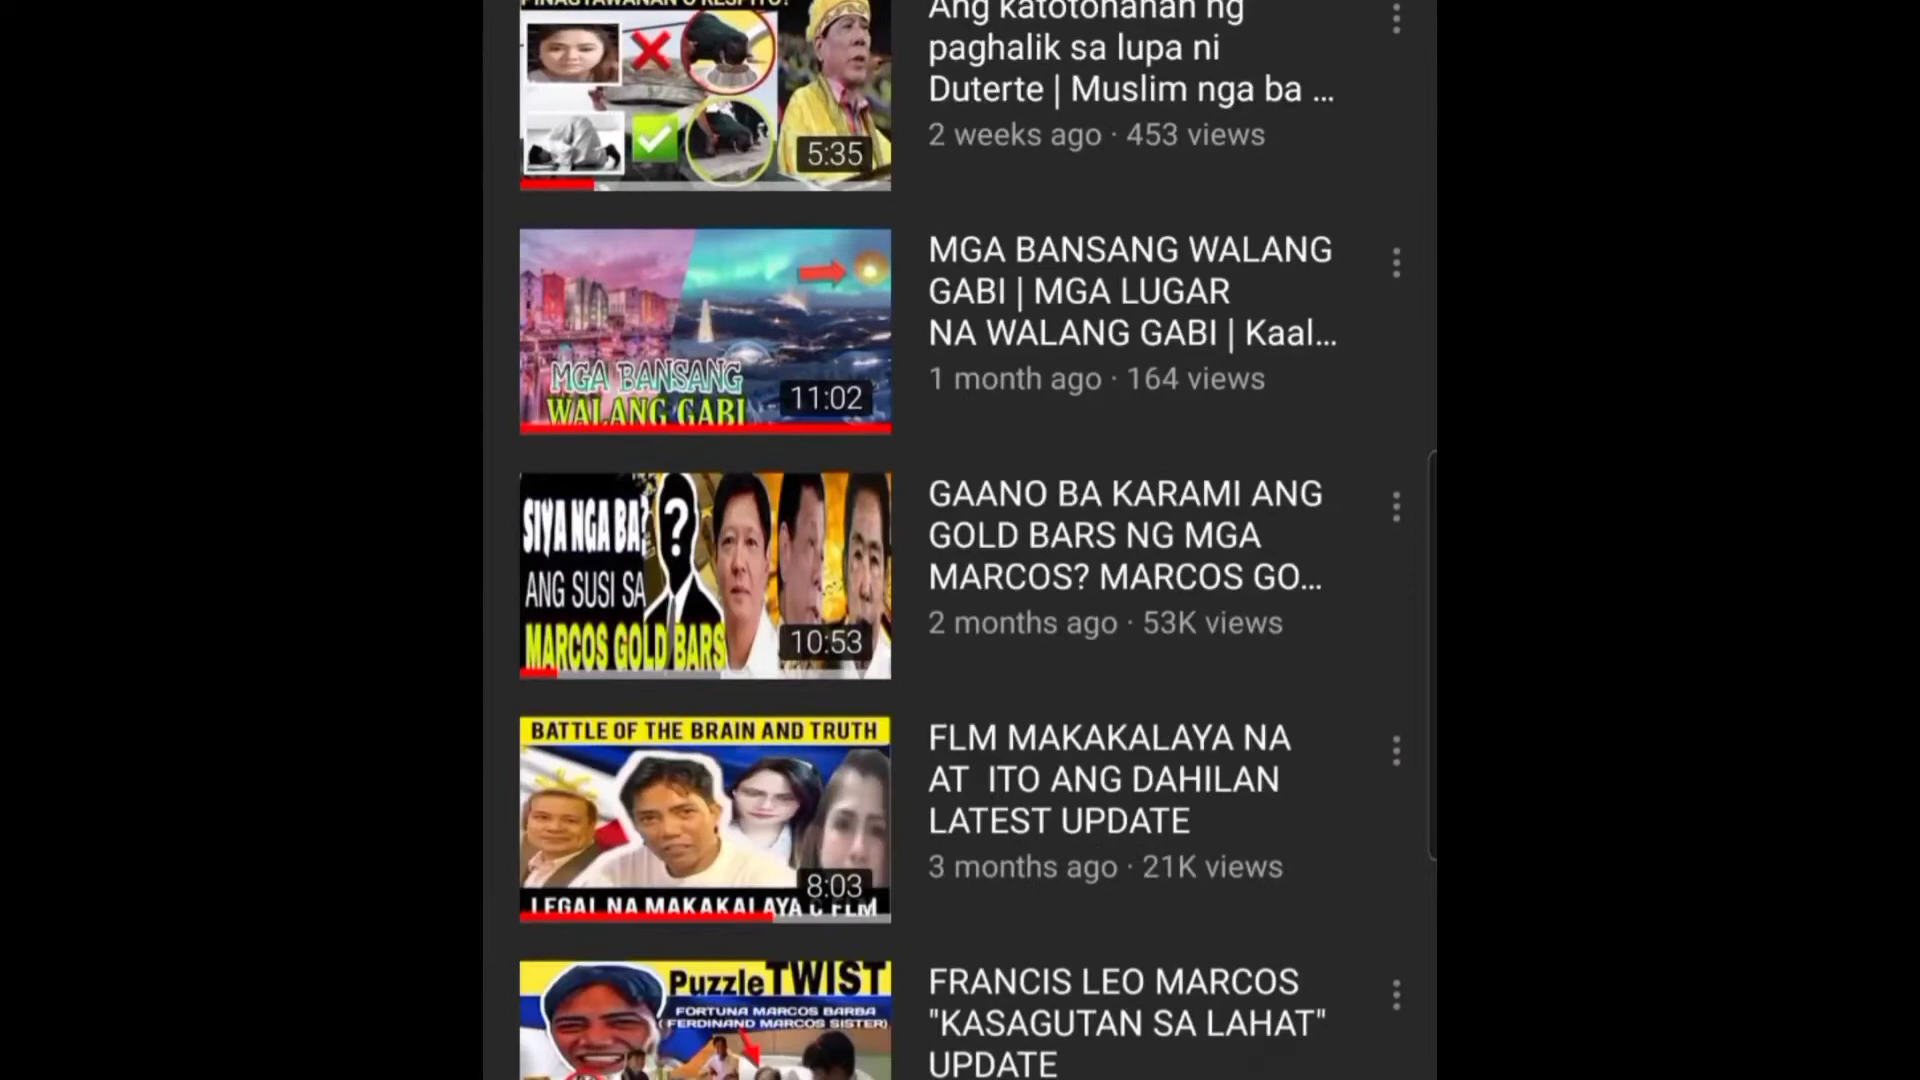 Ang katotohanan ng
paghalik sa lupa ni
Duterte | Muslim nga ba ...
2 weeks ago · 453 views
5:35
MGA BANSANG WALANG
GABI | MGA LUGAR
NA WALANG GABI | Kaal...
1 month ago · 164 views
MGA BANSANG
WALANG GABI
11:02
GAANO BA KARAMI ANG
GOLD BARS NG MGA
MARCOS? MARCOS GO...
2 months ago · 53K views
SIYA NGA BA?
?
ANG SUSI SA
MARCOS GOLD BARS
10:53
FLM MAKAKALAYA NA
AT ITO ANG DAHILAN
LATEST UPDATE
3 months ago · 21K views
BATTLE OF THE BRAIN AND TRUTH
8:03
LEGAL NA MAKAKALAYA C FLM
FRANCIS LEO MARCOS
"KASAGUTAN SA LAHAT"
UPDATE
Puzzle TWIST
FORTUNA MARCOS BARBA
(FERDINAND MARCOS SISTER)